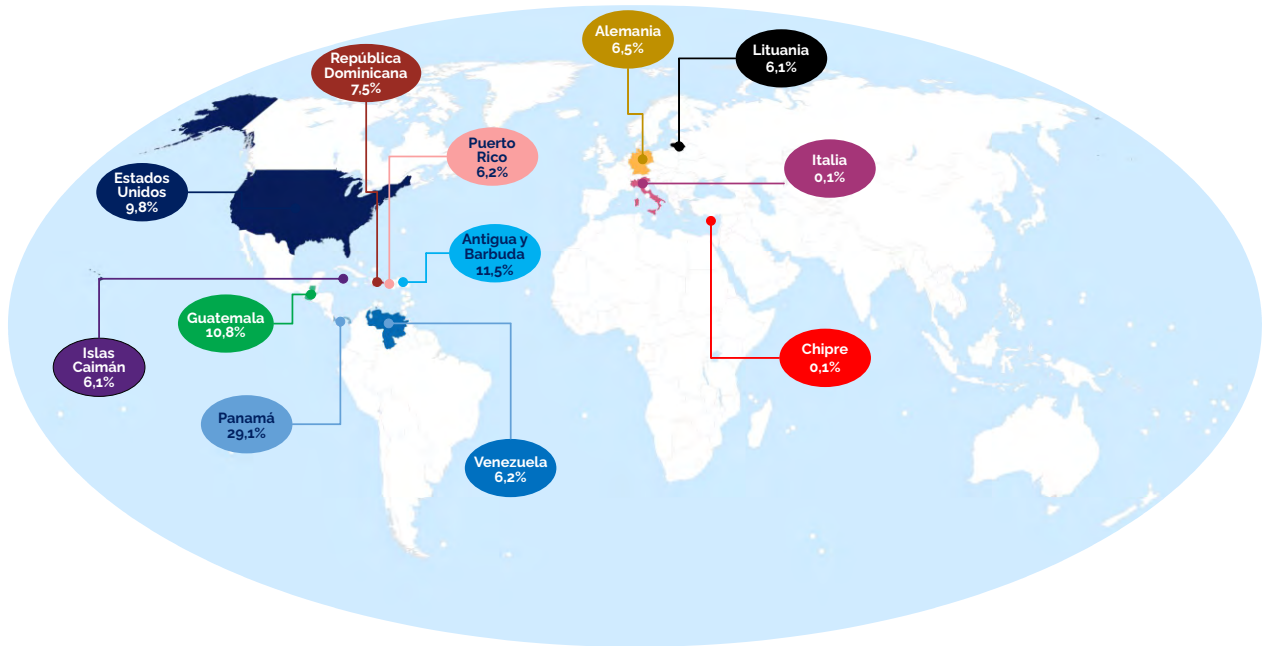 Alemania
6,5%
Lituania
6,1%
República
Dominicana
7,5%
Puerto
Rico
6,2%
Italia
0,1%
Estados
Unidos
9,8%
Antigua y
Barbuda
11,5%
Guatemala
10,8%
Islas
Caimán
6,1%
Chipre
0,1%
Panamá
29,1%
Venezuela
6,2%